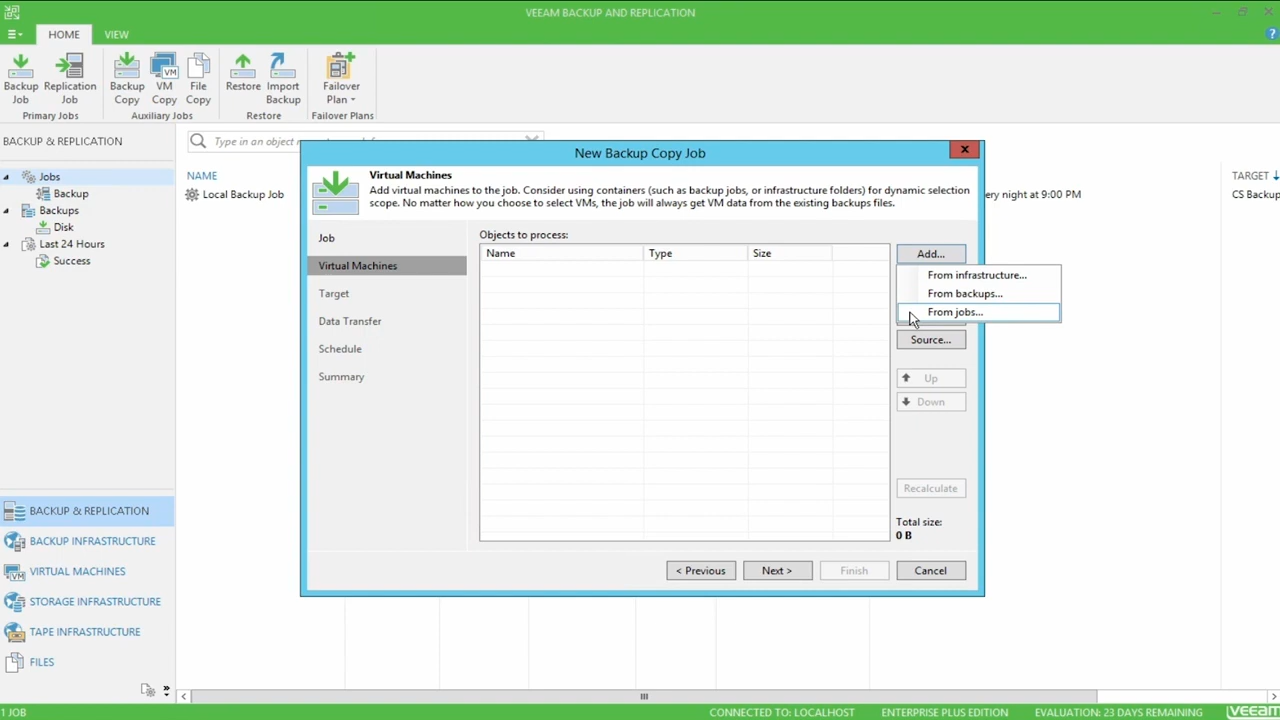 VEEAM BACKUP AND REPLICATION
HOME VIEW
Backup Job
Replication Job
Backup Copy
VM Copy
File Copy
Restore
Import Backup
Failover Plan
Primary Jobs
Auxiliary Jobs
Restore
Failover Plans
BACKUP & REPLICATION
Type in an object
Jobs
Backup
Backups
Disk
Last 24 Hours
Success
NAME
TARGET
Local Backup Job
ery night at 9:00 PM
CS Backup
New Backup Copy Job
Virtual Machines
Add virtual machines to the job. Consider using containers (such as backup jobs, or infrastructure folders) for dynamic selection
scope. No matter how you choose to select VMs, the job will always get VM data from the existing backups files.
Job
Virtual Machines
Target
Data Transfer
Schedule
Summary
Objects to process:
Name Type Size
Add...
From infrastructure...
From backups...
From jobs...
Source...
Up
Down
Recalculate
Total size:
0 B
< Previous Next > Finish Cancel
BACKUP & REPLICATION
BACKUP INFRASTRUCTURE
VIRTUAL MACHINES
STORAGE INFRASTRUCTURE
TAPE INFRASTRUCTURE
FILES
1 JOB
CONNECTED TO: LOCALHOST ENTERPRISE PLUS EDITION EVALUATION: 23 DAYS REMAINING VEEAM